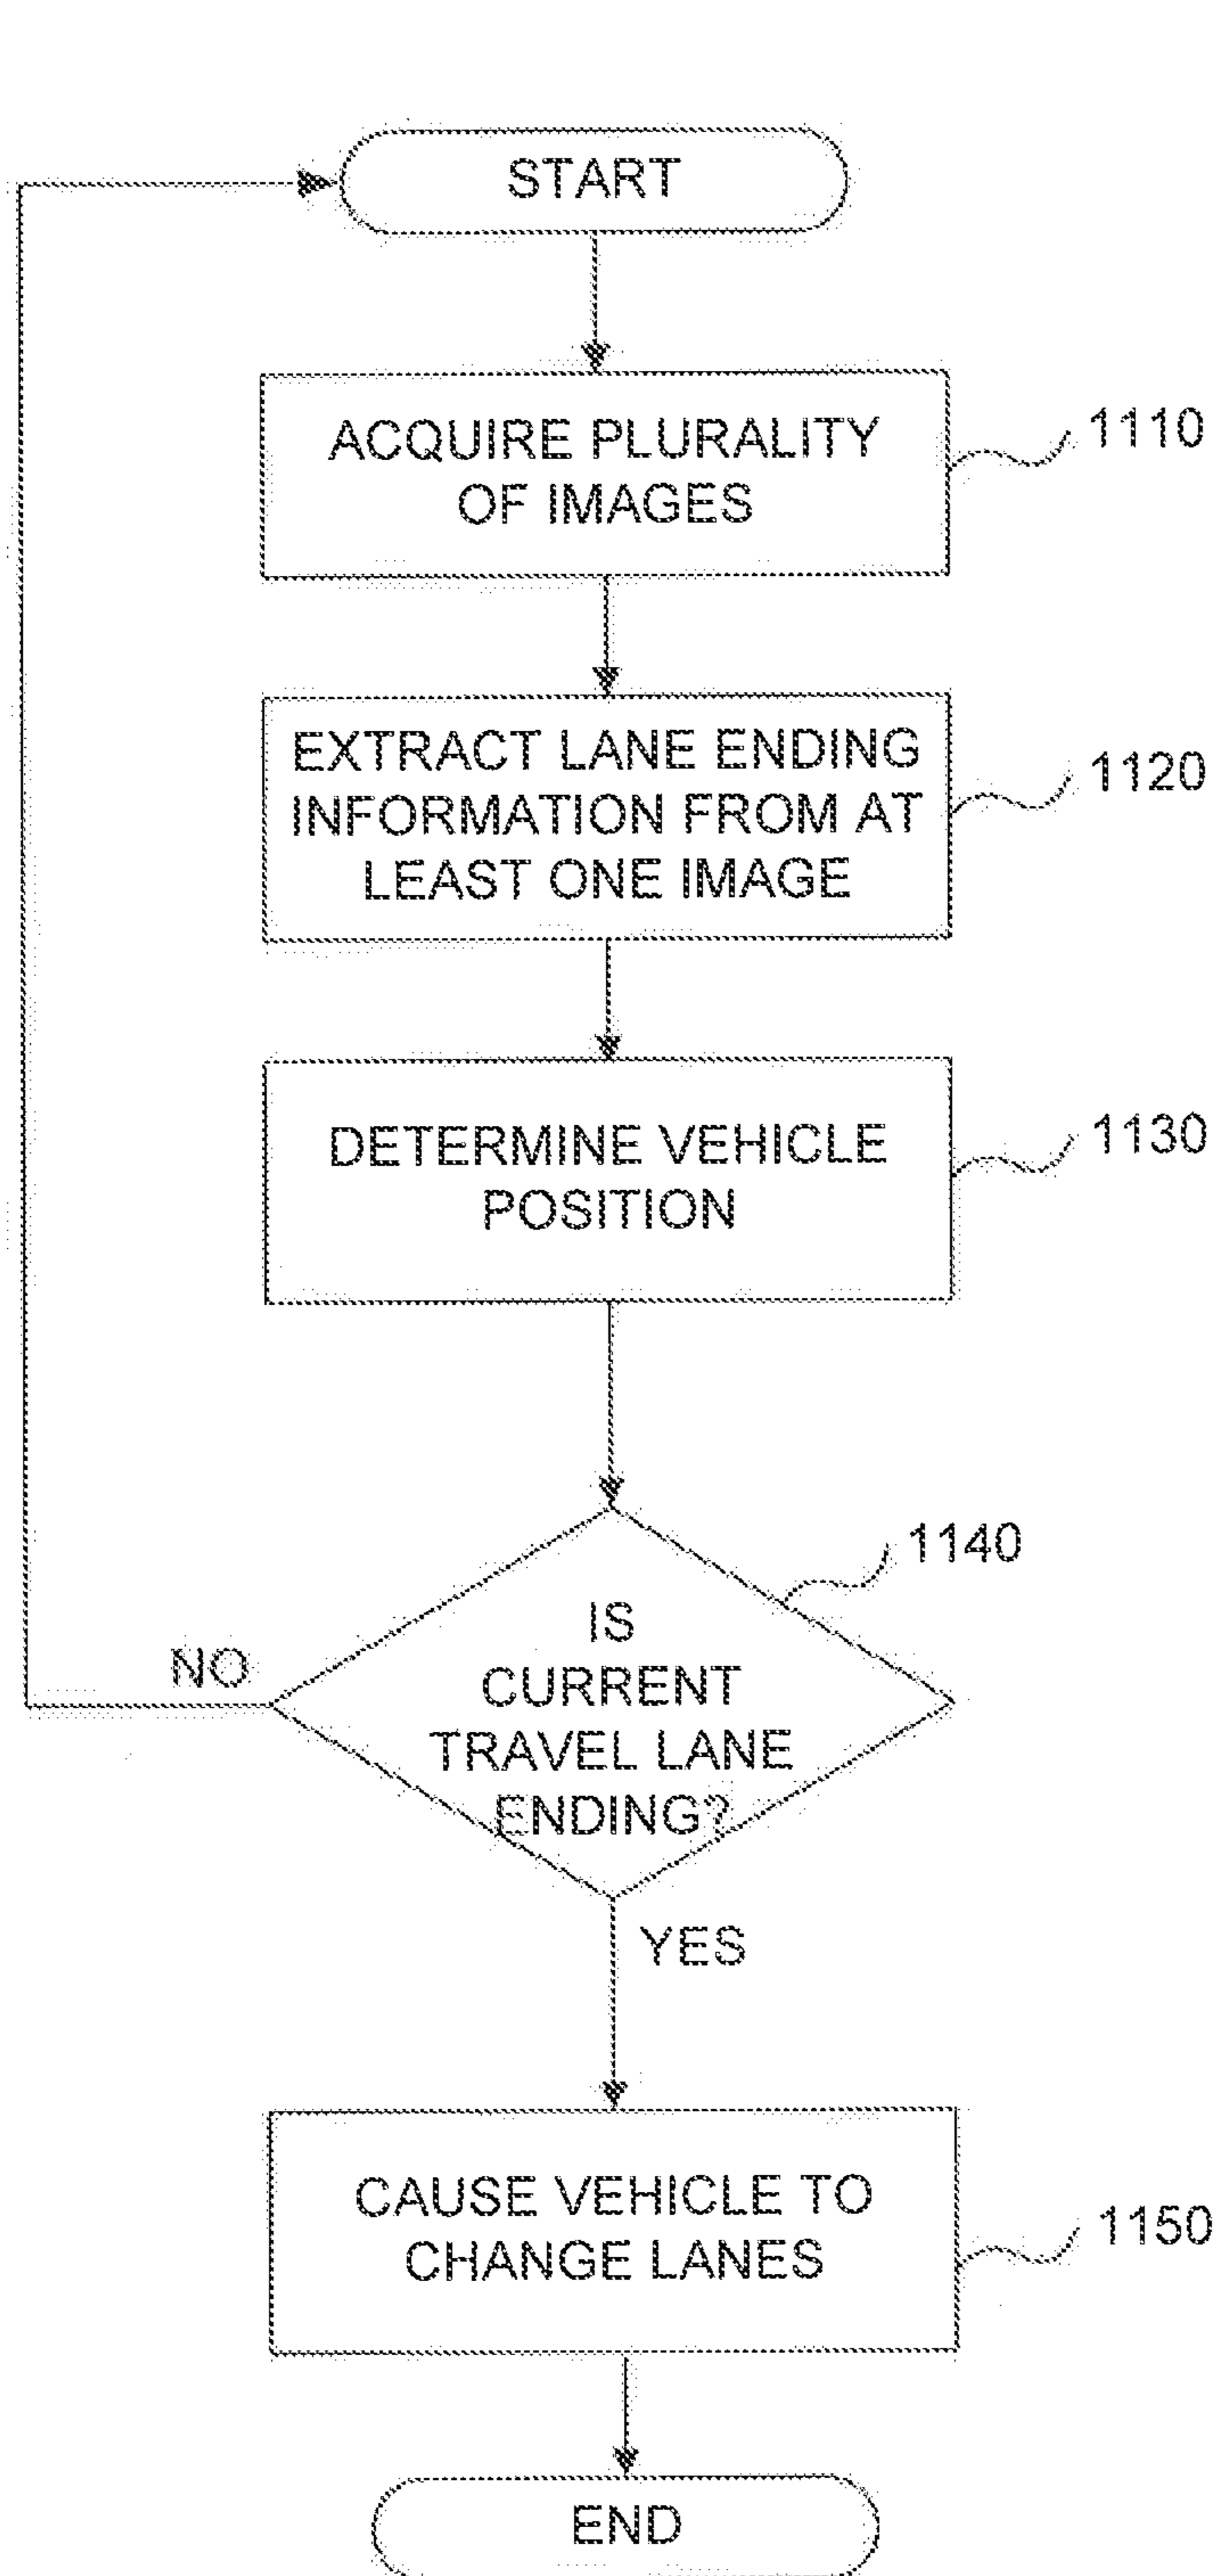 START
ACQUIRE PLURALITY
OF IMAGES
1110
EXTRACT LANE ENDING
INFORMATION FROM AT
LEAST ONE IMAGE
1120
DETERMINE VEHICLE
POSITION
1130
1140
IS
CURRENT
TRAVEL LANE
ENDING?
NO
YES
CAUSE VEHICLE TO
CHANGE LANES
1150
END